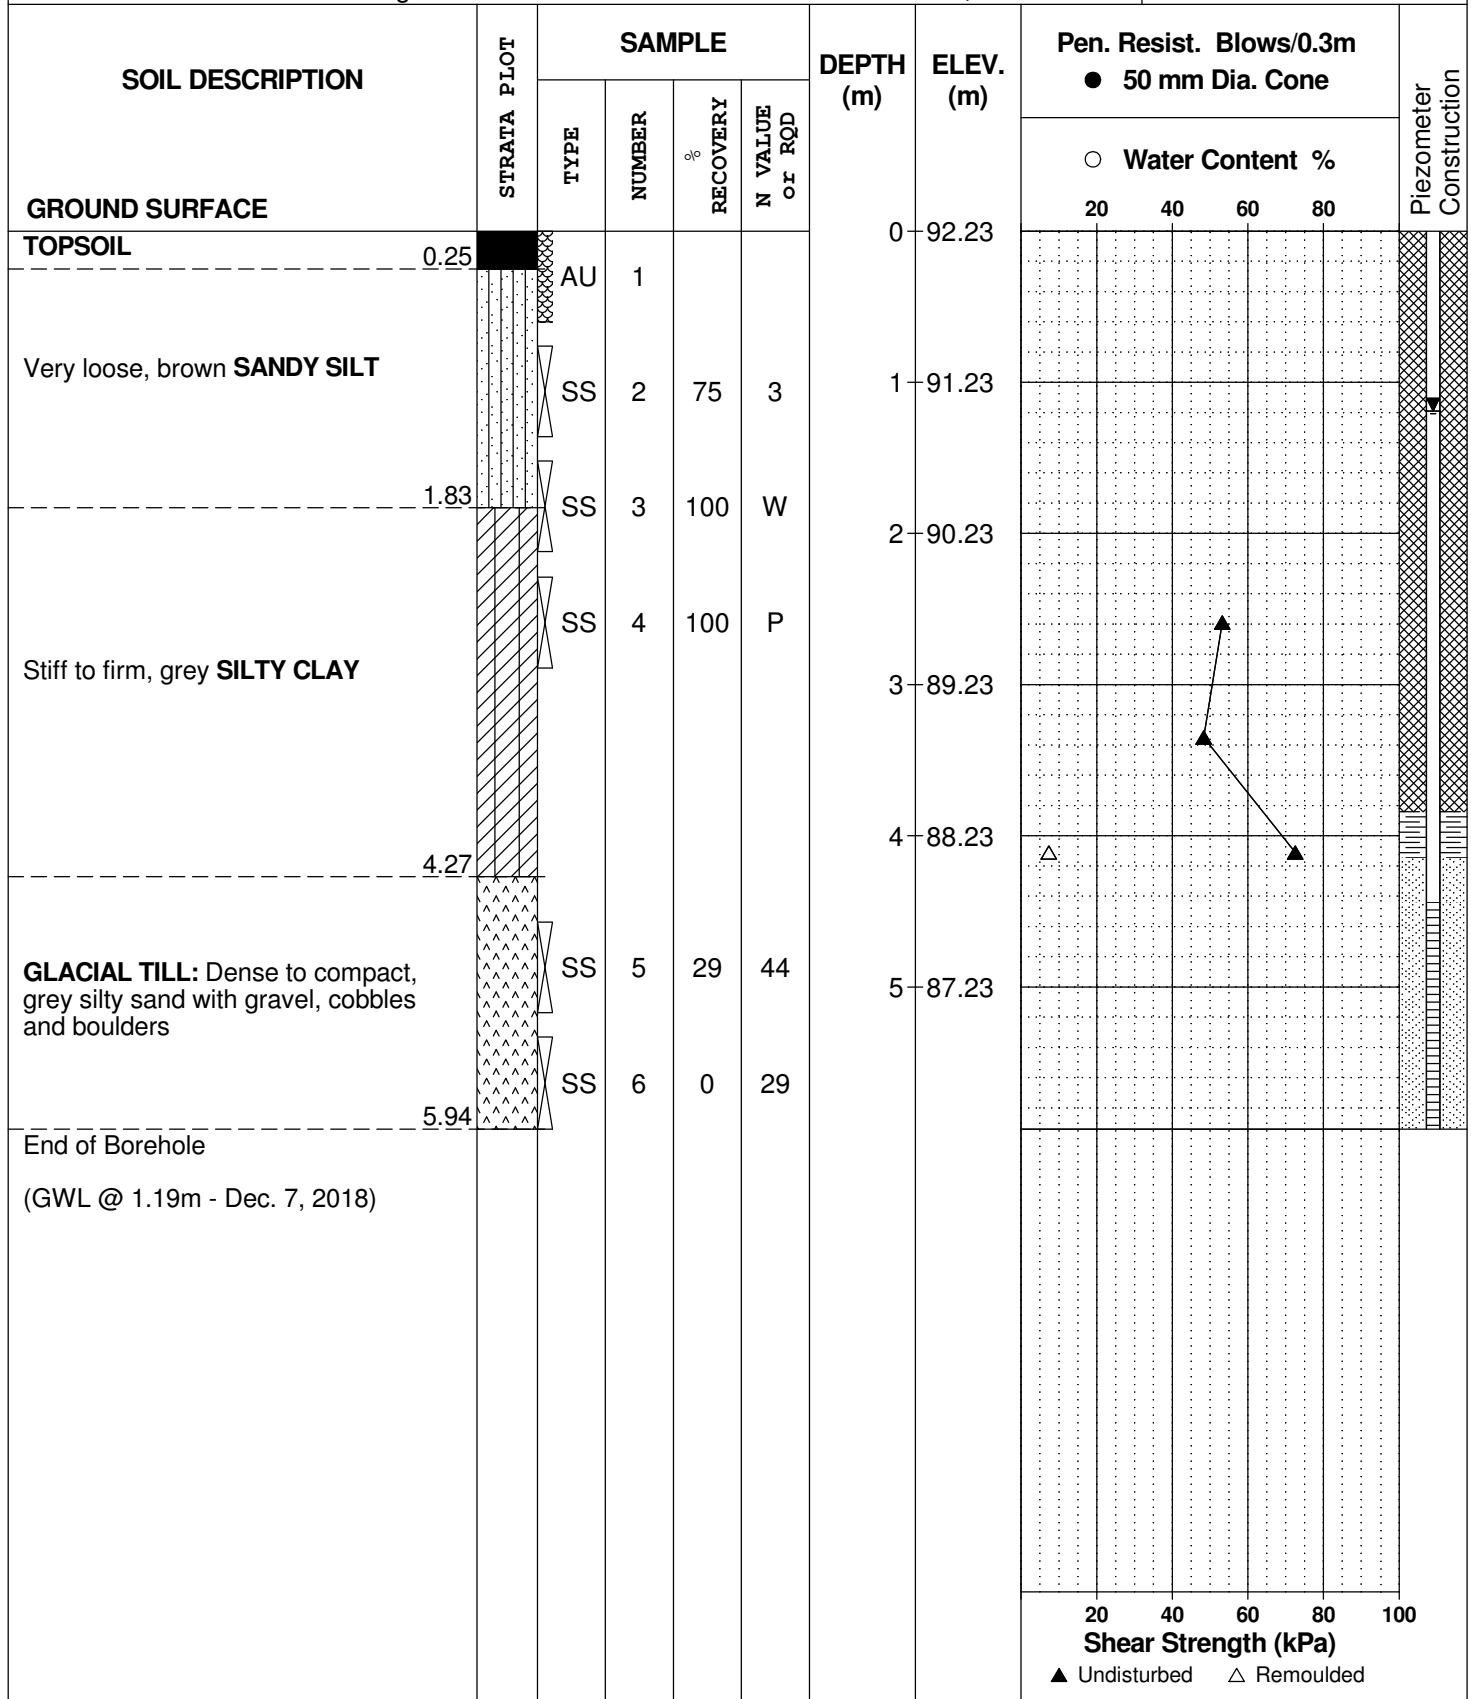 SOIL DESCRIPTION
GROUND SURFACE
STRATA PLOT
SAMPLE
TYPE
NUMBER
% RECOVERY
N VALUE
or RQD
DEPTH
(m)
ELEV.
(m)
Pen. Resist. Blows/0.3m
● 50 mm Dia. Cone
○ Water Content %
20 40 60 80
Piezometer
Construction
TOPSOIL
0.25
AU 1
0 92.23
Very loose, brown SANDY SILT
SS 2 75 3
1 91.23
1.83
SS 3 100 W
2 90.23
SS 4 100 P
Stiff to firm, grey SILTY CLAY
3 89.23
4 88.23
4.27
GLACIAL TILL: Dense to compact,
grey silty sand with gravel, cobbles
and boulders
SS 5 29 44
5 87.23
SS 6 0 29
5.94
End of Borehole
(GWL @ 1.19m - Dec. 7, 2018)
20 40 60 80 100
Shear Strength (kPa)
▲ Undisturbed △ Remoulded